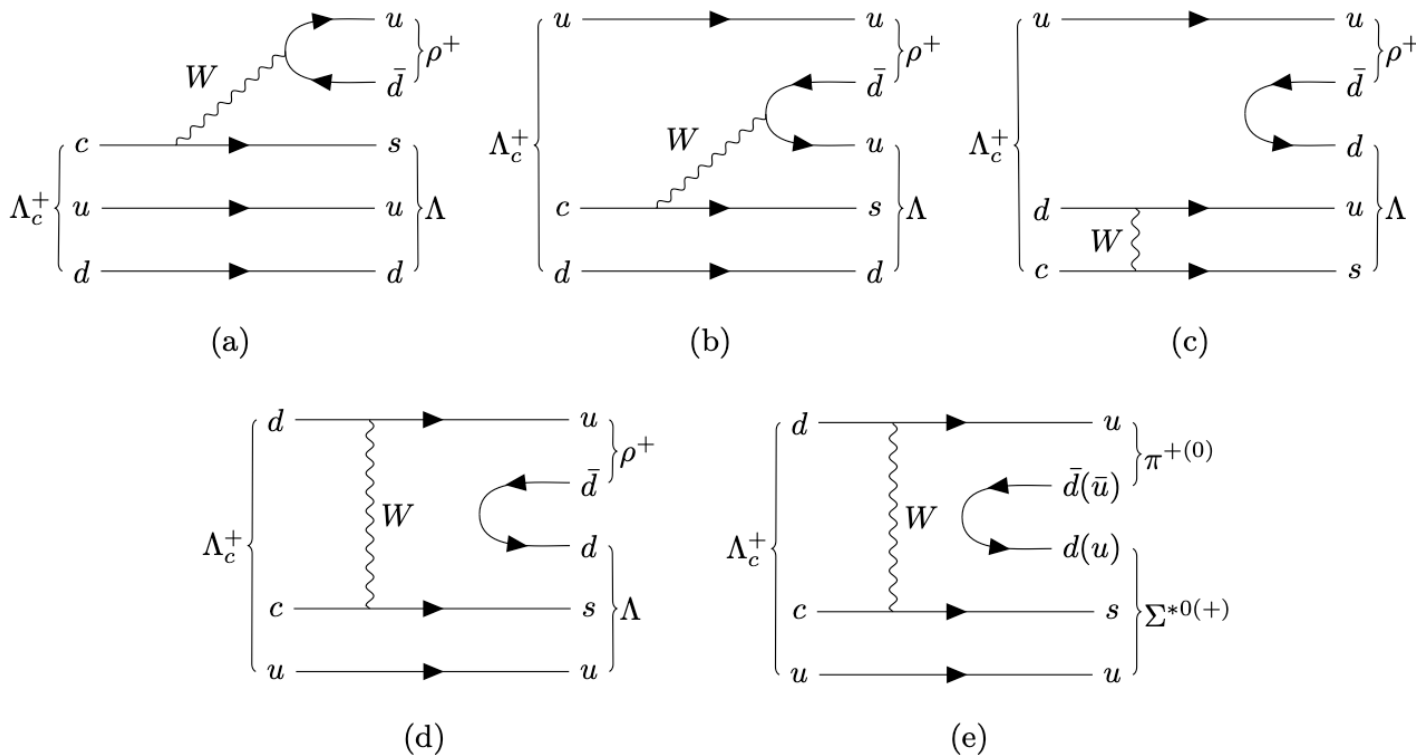 u u u u
ρ⁺ ρ⁺ ρ⁺
W d̄ d̄ d̄
Λc⁺ W Λc⁺
c s u d
Λc⁺ u u Λ c s Λ d u Λ
W
d d d d c s
(a) (b) (c)
d u d u
ρ⁺ π⁺⁽⁰⁾
d̄ d̄(ū)
Λc⁺ W Λc⁺ W
d d(u)
c s Λ c s Σ*⁰⁽⁺⁾
u u u u
(d) (e)